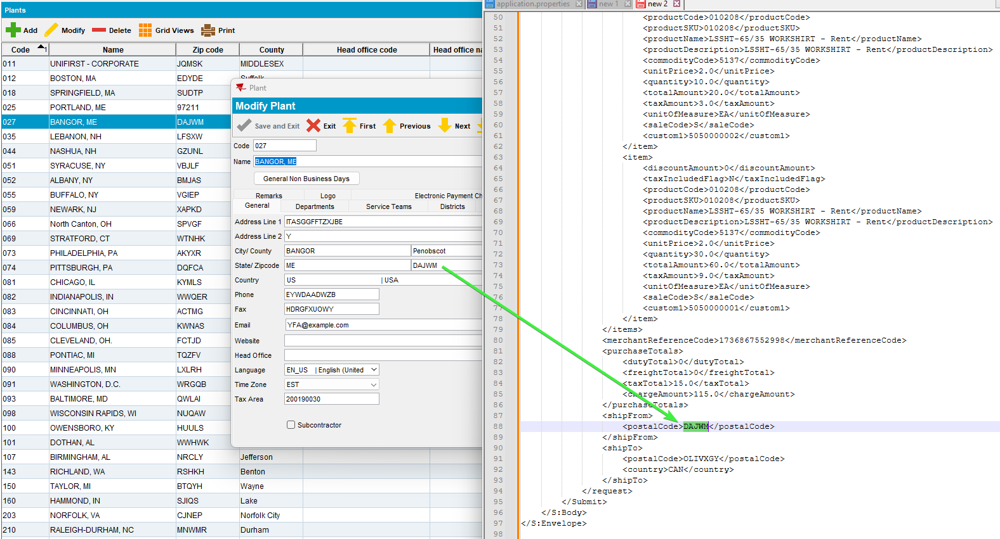 Plants
Add Modify Delete Grid Views Print
Code 1 Name Zip code County Head office code Head office na
011 UNIFIRST - CORPORATE JQMSK MIDDLESEX
012 BOSTON, MA EDYDE Suffolk
018 SPRINGFIELD, MA SUDTP
025 PORTLAND, ME 97211
027 BANGOR, ME DAJWM
035 LEBANON, NH LFSXW
044 NASHUA, NH GZUNL
051 SYRACUSE, NY VBJLF
052 ALBANY, NY BMJAS
055 BUFFALO, NY VGIEP
059 NEWARK, NJ XAPKD
066 North Canton, OH SPVGF
069 STRATFORD, CT WTNHK
073 PHILADELPHIA, PA AKYXR
074 PITTSBURGH, PA DQFCA
081 CHICAGO, IL KYMLS
082 INDIANAPOLIS, IN WWQER
083 CINCINNATI, OH ACTMG
084 COLUMBUS, OH KWNAS
085 CLEVELAND, OH. FCTJD
088 PONTIAC, MI TQZFV
090 MINNEAPOLIS, MN LXLRH
091 WASHINGTON, D.C. WRGQB
093 BALTIMORE, MD QWLAI
098 WISCONSIN RAPIDS, WI NUQAW
100 OWENSBORO, KY HUULS
101 DOTHAN, AL WWHWK
107 BIRMINGHAM, AL NRCLY Jefferson
143 RICHLAND, WA RSHKH Benton
150 TAYLOR, MI BTQYH Wayne
160 HAMMOND, IN SJIQS Lake
203 NORFOLK, VA CJNEP Norfolk City
210 RALEIGH-DURHAM, NC MNWMR Durham
Plant
Modify Plant
Save and Exit Exit First Previous Next
Code 027
Name BANGOR, ME
General Non Business Days
Remarks Logo Electronic Payment Ch
General Departments Service Teams Districts
Address Line 1 ITASGGFFTZXJBE
Address Line 2 Y
City/ County BANGOR Penobscot
State/ Zipcode ME DAJWM
Country US | USA
Phone EYWDAADWZB
Fax HDRGFXUOWY
Email YFA@example.com
Website
Head Office
Language EN_US | English (United
Time Zone EST
Tax Area 200190030
Subcontractor
application.properties new 1 new 2
50 <productCode>010208</productCode>
51 <productSKU>010208</productSKU>
52 <productName>LSSHT-65/35 WORKSHIRT - Rent</productName>
53 <productDescription>LSSHT-65/35 WORKSHIRT - Rent</productDescription>
54 <commodityCode>5137</commodityCode>
55 <unitPrice>2.0</unitPrice>
56 <quantity>10.0</quantity>
57 <totalAmount>20.0</totalAmount>
58 <taxAmount>3.0</taxAmount>
59 <unitOfMeasure>EA</unitOfMeasure>
60 <saleCode>S</saleCode>
61 <custom1>5050000002</custom1>
62 </item>
63 <item>
64 <discountAmount>0</discountAmount>
65 <taxIncludedFlag>N</taxIncludedFlag>
66 <productCode>010208</productCode>
67 <productSKU>010208</productSKU>
68 <productName>LSSHT-65/35 WORKSHIRT - Rent</productName>
69 <productDescription>LSSHT-65/35 WORKSHIRT - Rent</productDescription>
70 <commodityCode>5137</commodityCode>
71 <unitPrice>2.0</unitPrice>
72 <quantity>30.0</quantity>
73 <totalAmount>60.0</totalAmount>
74 <taxAmount>9.0</taxAmount>
75 <unitOfMeasure>EA</unitOfMeasure>
76 <saleCode>S</saleCode>
77 <custom1>5050000001</custom1>
78 </item>
79 </items>
80 <merchantReferenceCode>1736867552998</merchantReferenceCode>
81 <purchaseTotals>
82 <dutyTotal>0</dutyTotal>
83 <freightTotal>0</freightTotal>
84 <taxTotal>15.0</taxTotal>
85 <chargeAmount>115.0</chargeAmount>
86 </purchaseTotals>
87 <shipFrom>
88 <postalCode>DAJWM</postalCode>
89 </shipFrom>
90 <shipTo>
91 <postalCode>OLIVXGY</postalCode>
92 <country>CAN</country>
93 </shipTo>
94 </request>
95 </Submit>
96 </S:Body>
97 </S:Envelope>
98